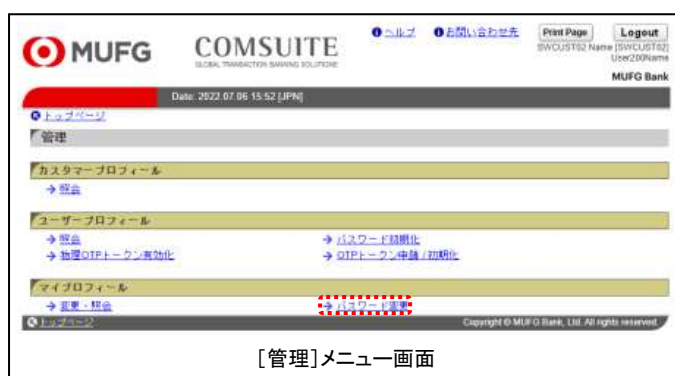 MUFG
COMSUITE
GLOBAL TRANSACTION BANKING SOLUTIONS
ヘルプ お問い合わせ先
Print Page Logout
SWCUST02 Name [SWCUST02]
User200Name
MUFG Bank
Date: 2022.07.06 15:52 [JPN]
トップページ
管理
カスタマープロフィール
→ 照会
ユーザープロフィール
→ 照会 → パスワード初期化
→ 物理OTPトークン有効化 → OTPトークン申請/初期化
マイプロフィール
→ 変更・照会 → パスワード変更
トップページ Copyright © MUFG Bank, Ltd. All rights reserved.
[管理]メニュー画面